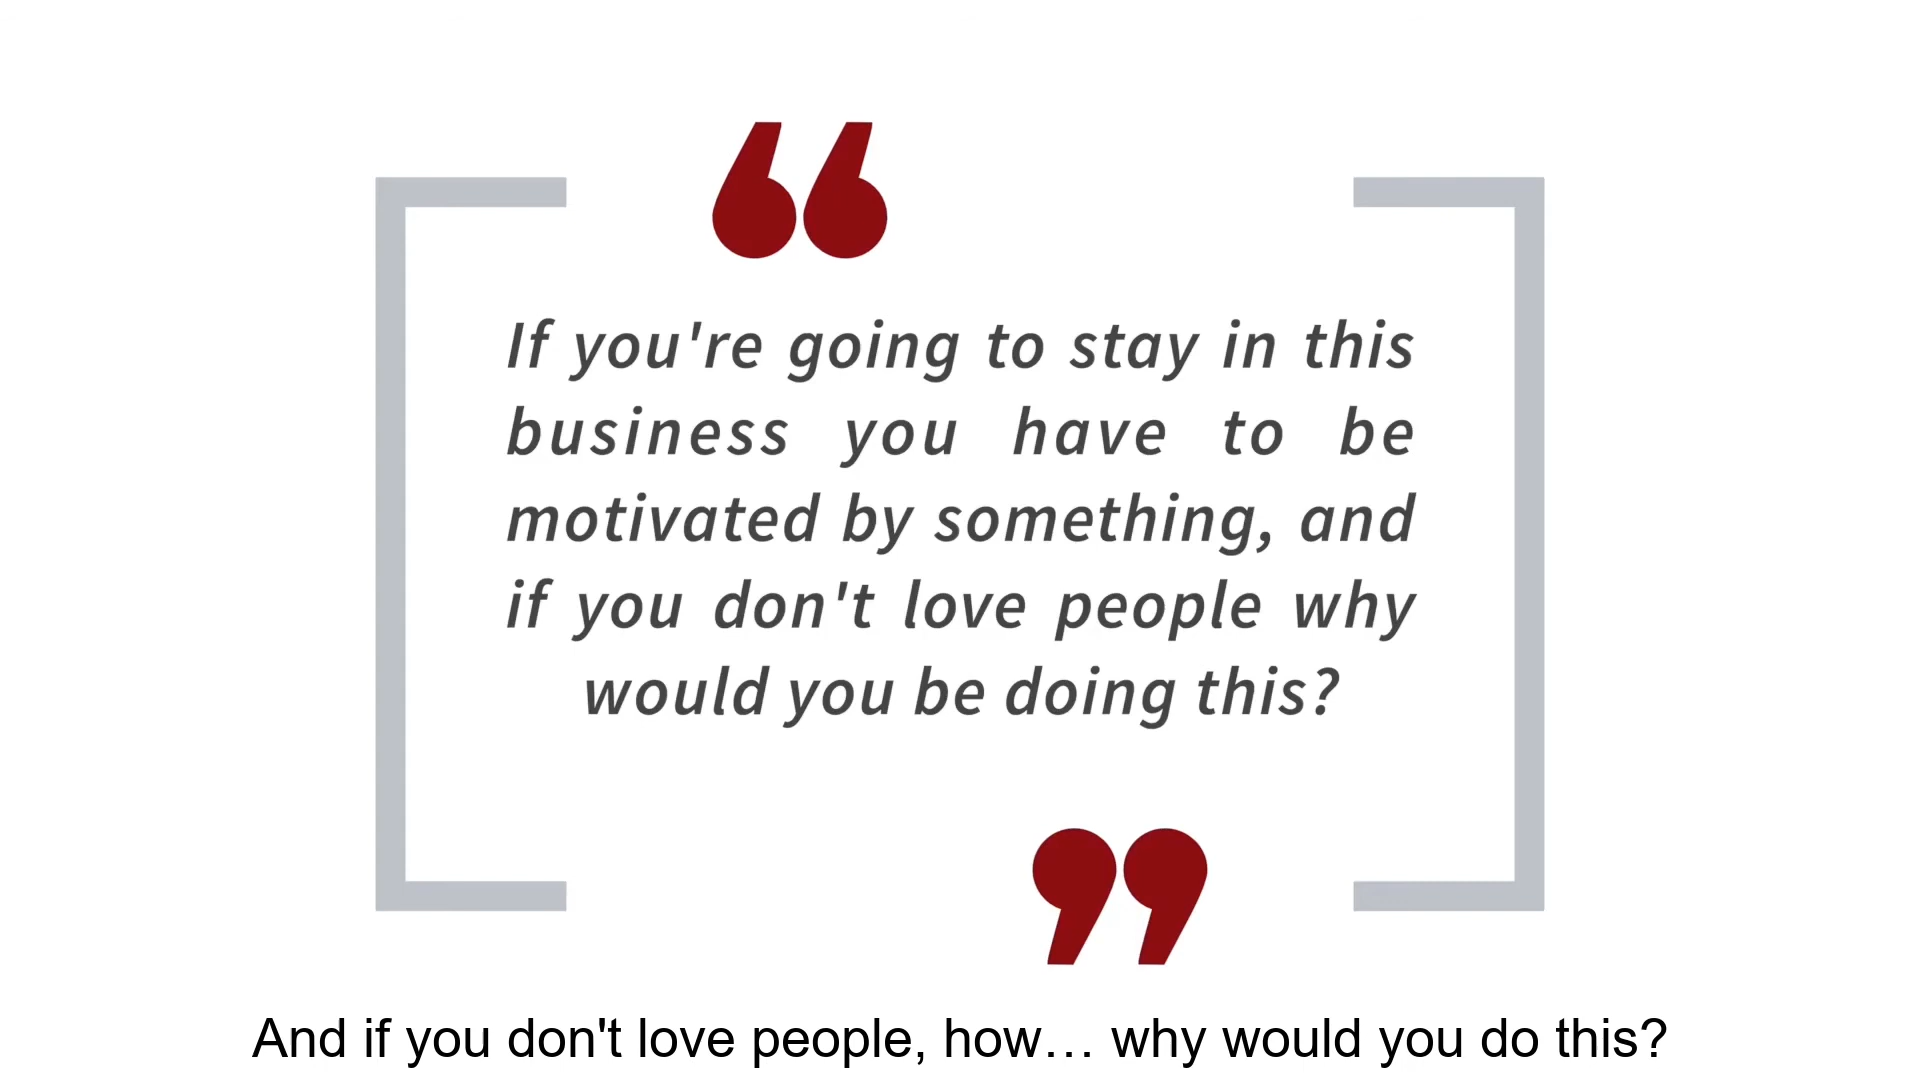 “
If you're going to stay in this
business you have to be
motivated by something, and
if you don't love people why
would you be doing this?
”
And if you don't love people, how… why would you do this?